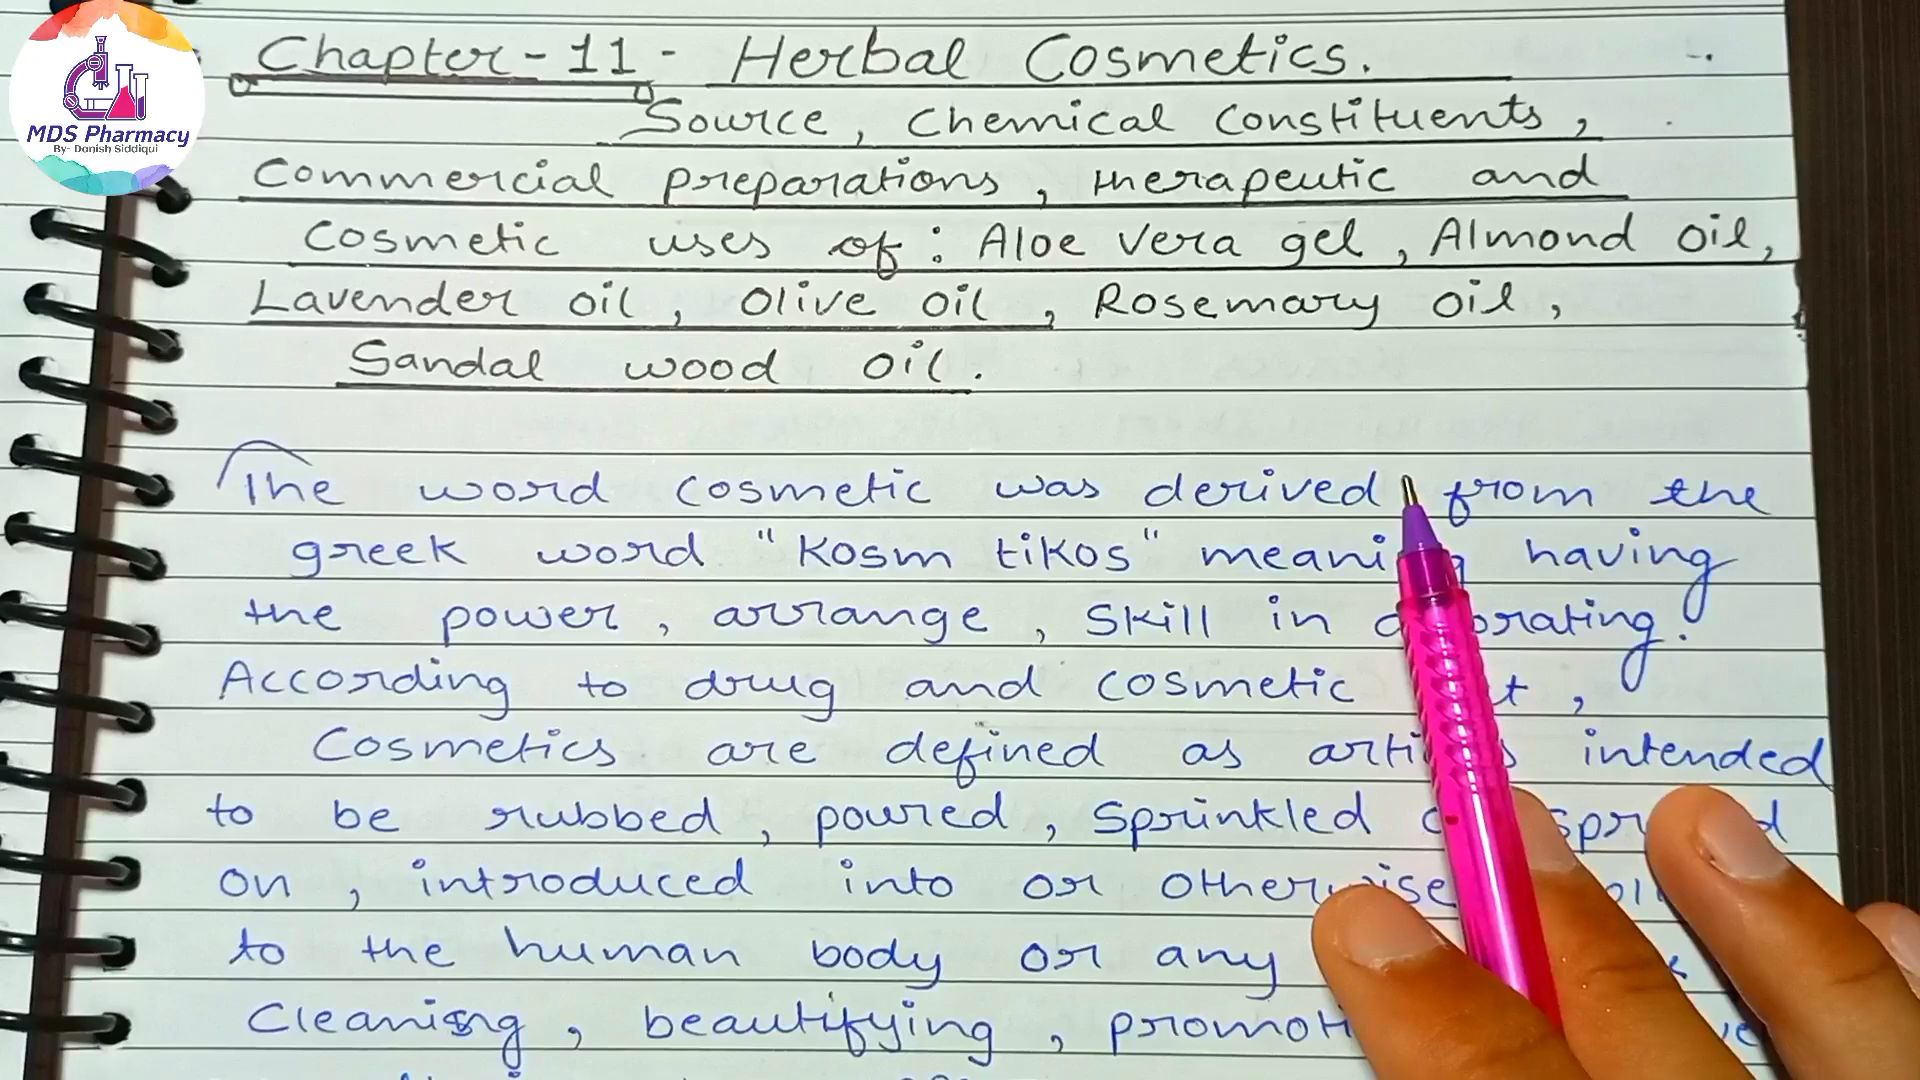 MDS Pharmacy
By- Danish Siddiqui
Chapter-11- Herbal Cosmetics.
Source, Chemical Constituents,
Commercial preparations, therapeutic and
Cosmetic uses of: Aloe Vera gel, Almond oil,
Lavender oil, Olive oil, Rosemary oil,
Sandal wood oil.
The word cosmetic was derived from the
greek word "Kosm tikos" meaning having
the power, arrange, skill in
According to drug and cosmetic
Cosmetics are defined as intended
to be rubbed, poured, sprinkled
on, introduced into or otherwise
to the human body or any
Cleaning, beautifying,